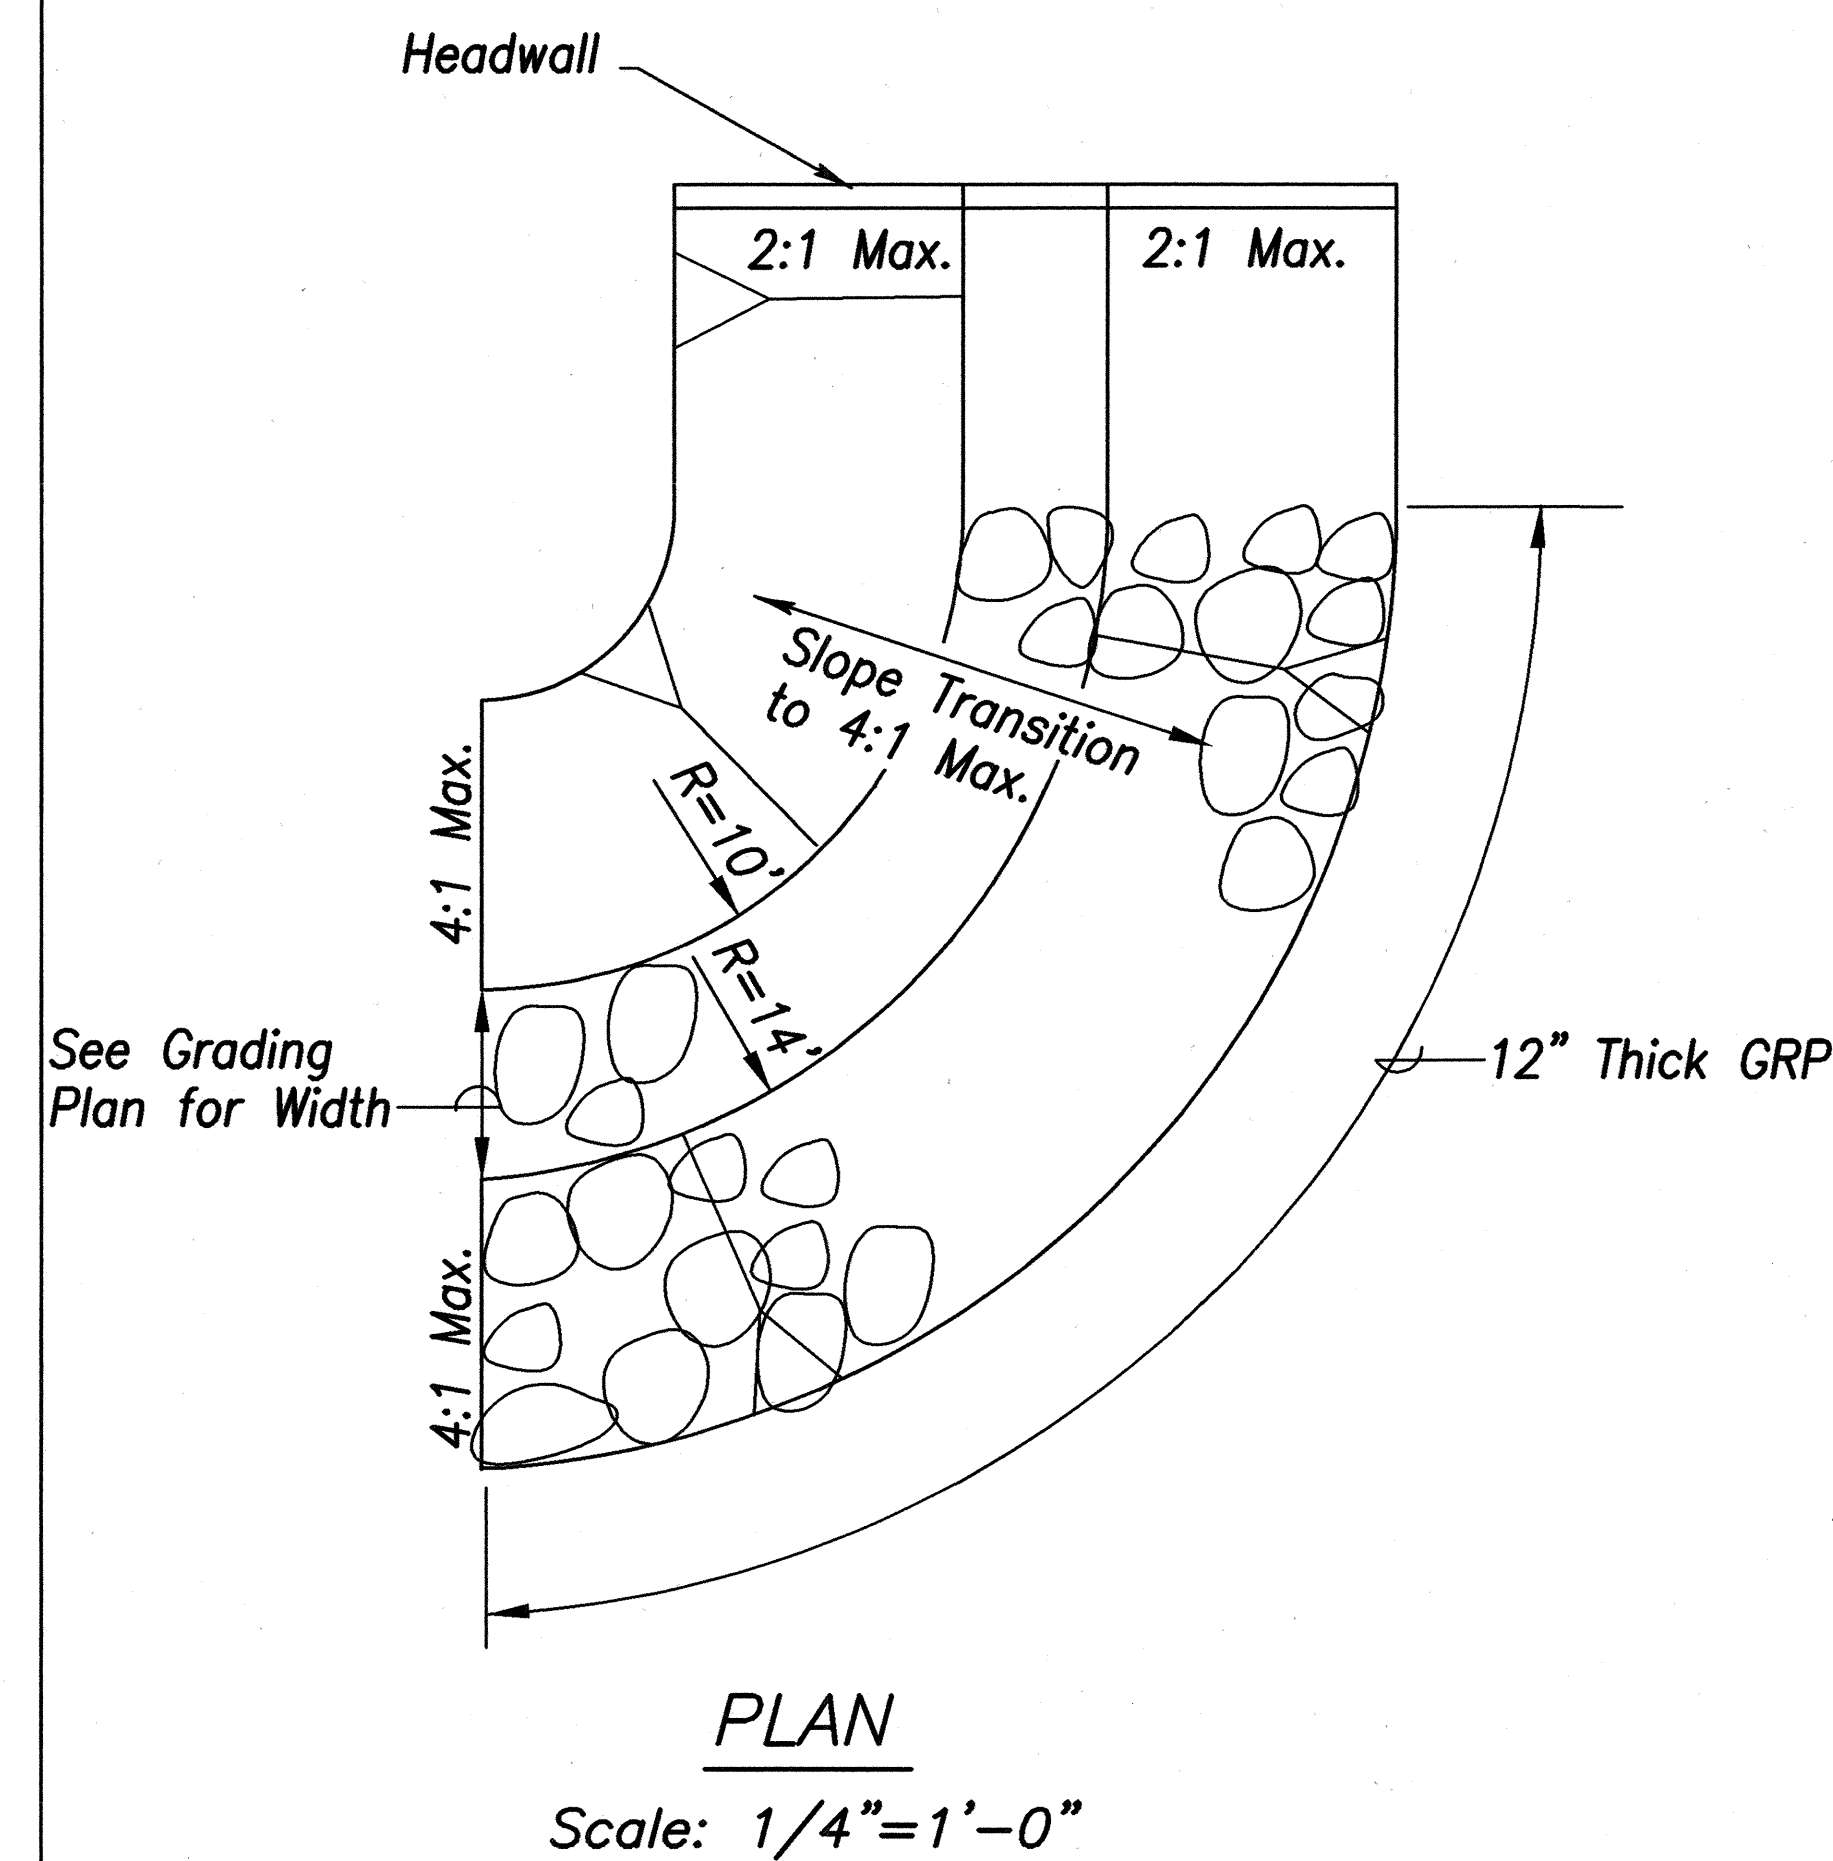 Headwall
2:1 Max.
2:1 Max.
Slope Transition
to 4:1 Max.
4:1 Max.
R=10'
R=14'
See Grading
Plan for Width
12" Thick GRP
4:1 Max.
PLAN
Scale: 1/4"=1'-0"